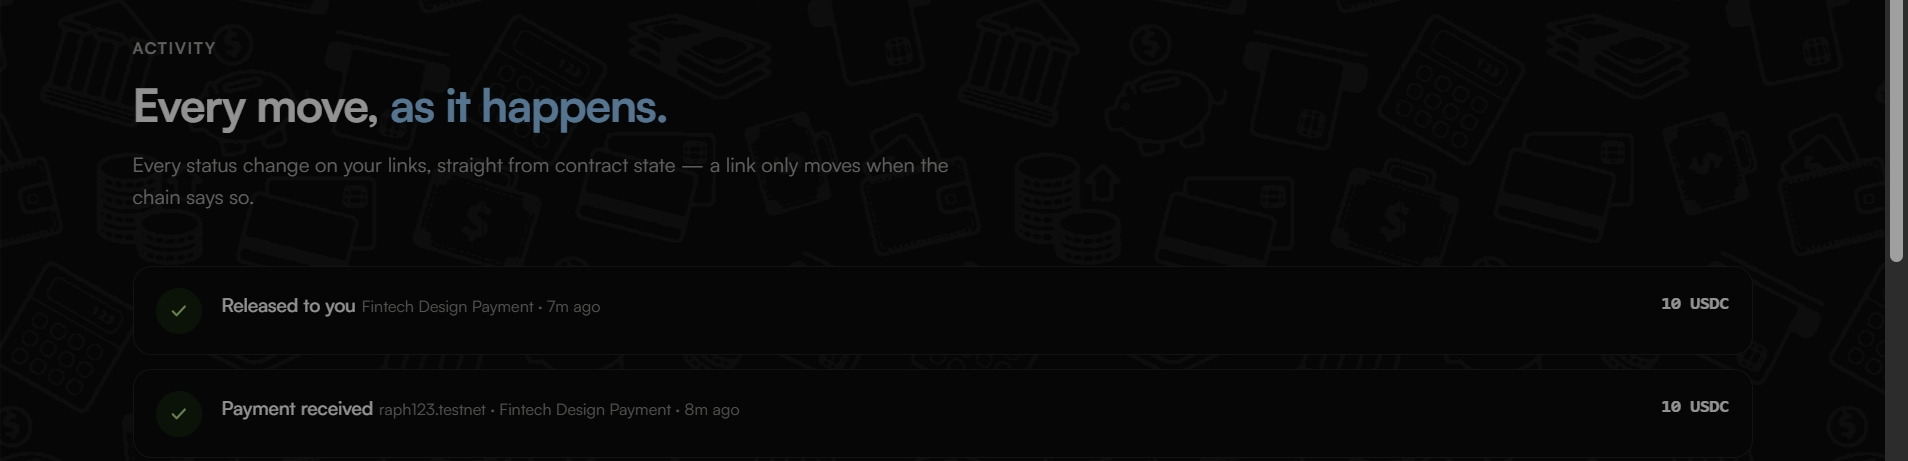 ACTIVITY
Every move, as it happens.
Every status change on your links, straight from contract state — a link only moves when the
chain says so.
Released to you Fintech Design Payment · 7m ago
10 USDC
Payment received raph123.testnet · Fintech Design Payment · 8m ago
10 USDC